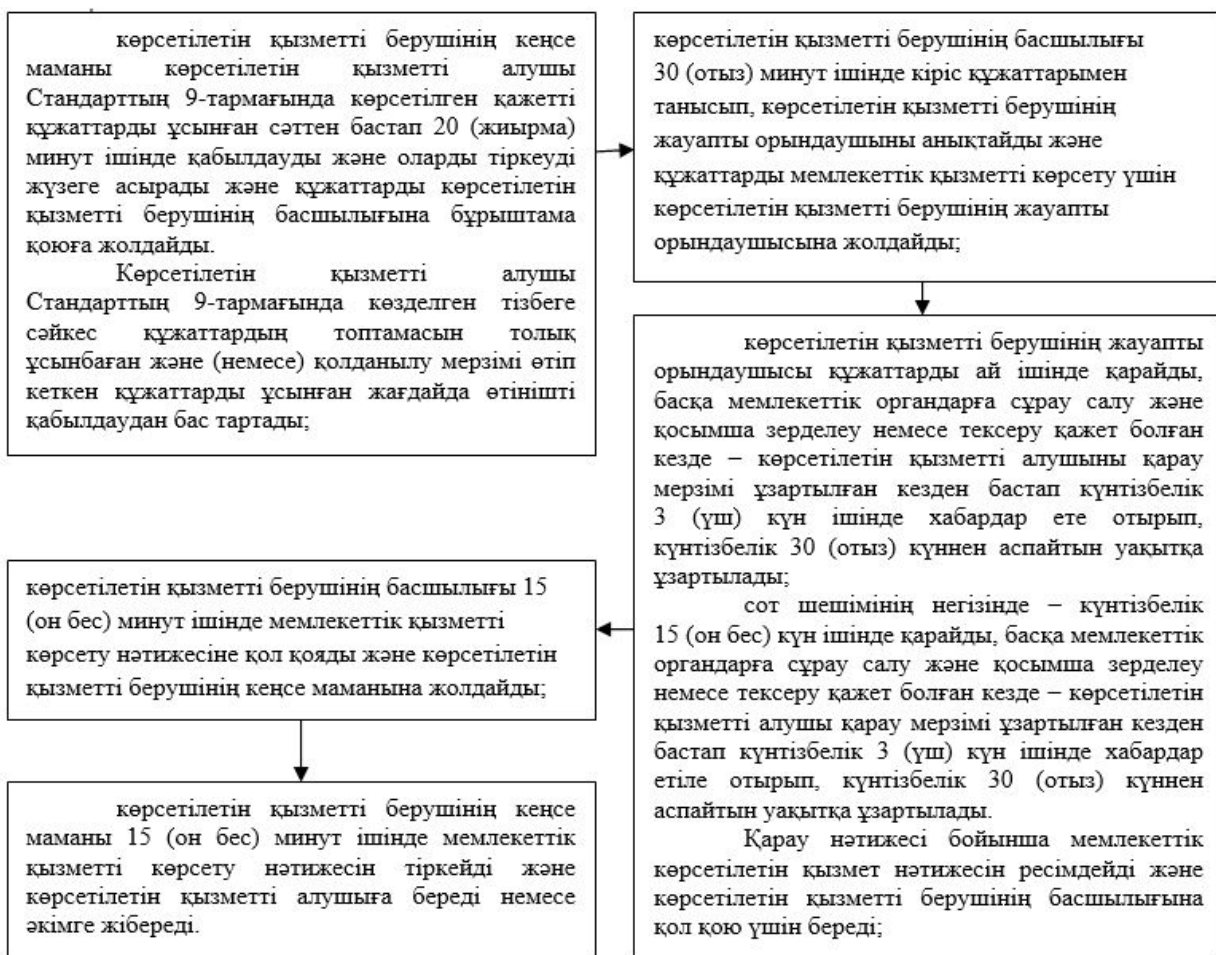 көрсетілетін қызметті берушінің кеңсе
маманы көрсетілетін қызметті алушы
Стандарттың 9-тармағында көрсетілген қажетті
құжаттарды ұсынған сәттен бастап 20 (жиырма)
минут ішінде қабылдауды және оларды тіркеуді
жүзеге асырады және құжаттарды көрсетілетін
қызметті берушінің басшылығына бұрыштама
қоюға жолдайды.
Көрсетілетін қызметті алушы
Стандарттың 9-тармағында көзделген тізбеге
сәйкес құжаттардың топтамасын толық
ұсынбаған және (немесе) қолданылу мерзімі өтіп
кеткен құжаттарды ұсынған жағдайда өтінішті
қабылдаудан бас тартады;
көрсетілетін қызметті берушінің басшылығы
30 (отыз) минут ішінде кіріс құжаттарымен
танысып, көрсетілетін қызметті берушінің
жауапты орындаушыны анықтайды және
құжаттарды мемлекеттік қызметті көрсету үшін
көрсетілетін қызметті берушінің жауапты
орындаушысына жолдайды;
көрсетілетін қызметті берушінің жауапты
орындаушысы құжаттарды ай ішінде қарайды,
басқа мемлекеттік органдарға сұрау салу және
қосымша зерделеу немесе тексеру қажет болған
кезде – көрсетілетін қызметті алушыны қарау
мерзімі ұзартылған кезден бастап күнтізбелік
3 (үш) күн ішінде хабардар ете отырып,
күнтізбелік 30 (отыз) күннен аспайтын уақытқа
ұзартылады;
сот шешімінің негізінде – күнтізбелік
15 (он бес) күн ішінде қарайды, басқа мемлекеттік
органдарға сұрау салу және қосымша зерделеу
немесе тексеру қажет болған кезде – көрсетілетін
қызметті алушы қарау мерзімі ұзартылған кезден
бастап күнтізбелік 3 (үш) күн ішінде хабардар
етіле отырып, күнтізбелік 30 (отыз) күннен
аспайтын уақытқа ұзартылады.
Қарау нәтижесі бойынша мемлекеттік
көрсетілетін қызмет нәтижесін ресімдейді және
көрсетілетін қызметті берушінің басшылығына
қол қою үшін береді;
көрсетілетін қызметті берушінің басшылығы 15
(он бес) минут ішінде мемлекеттік қызметті
көрсету нәтижесіне қол қояды және көрсетілетін
қызметті берушінің кеңсе маманына жолдайды;
көрсетілетін қызметті берушінің кеңсе
маманы 15 (он бес) минут ішінде мемлекеттік
қызметті көрсету нәтижесін тіркейді және
көрсетілетін қызметті алушыға береді немесе
әкімге жібереді.